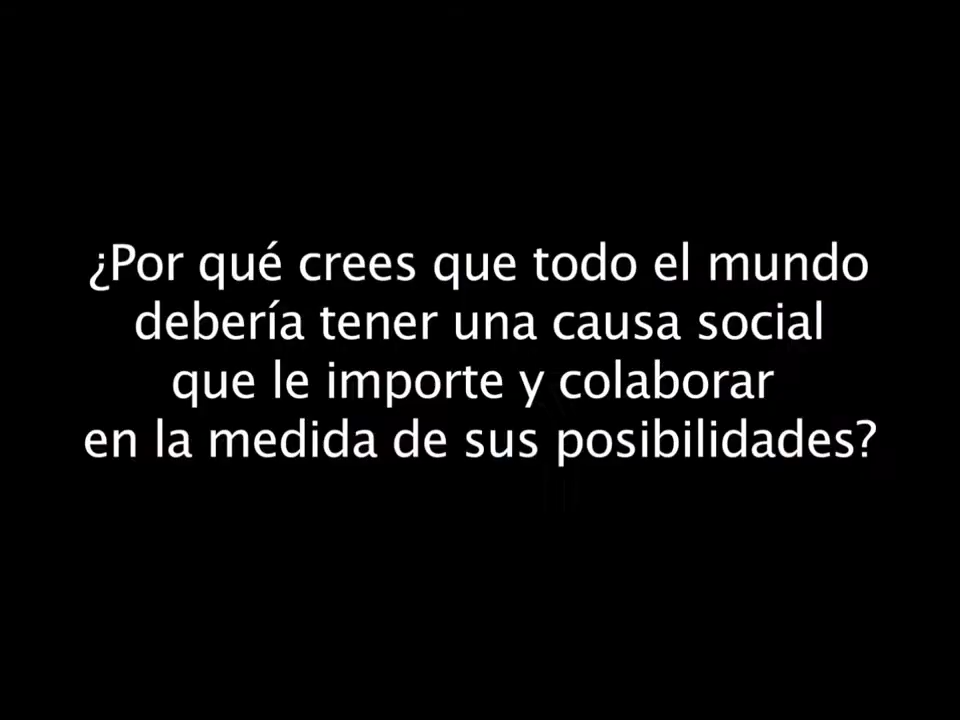 ¿Por qué crees que todo el mundo
debería tener una causa social
que le importe y colaborar
en la medida de sus posibilidades?